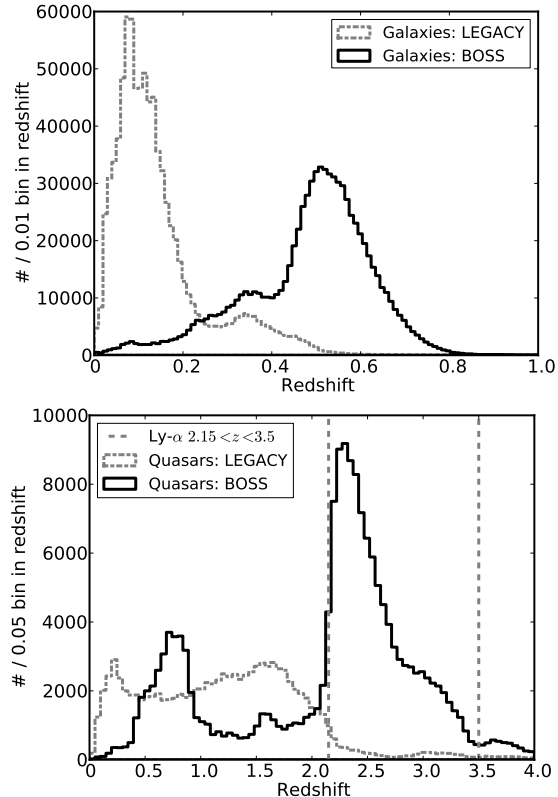 60000
50000
40000
30000
20000
10000
0
# / 0.01 bin in redshift
Galaxies: LEGACY
Galaxies: BOSS
0 0.2 0.4 0.6 0.8 1.0
Redshift
10000
8000
6000
4000
2000
0
# / 0.05 bin in redshift
Ly-α 2.15<z<3.5
Quasars: LEGACY
Quasars: BOSS
0 0.5 1.0 1.5 2.0 2.5 3.0 3.5 4.0
Redshift